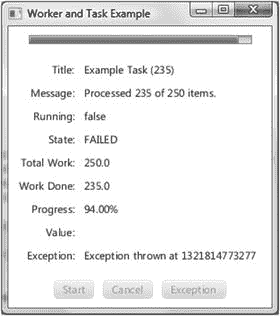 Worker and Task Example
Title: Example Task (235)
Message: Processed 235 of 250 items.
Running: false
State: FAILED
Total Work: 250.0
Work Done: 235.0
Progress: 94.00%
Value:
Exception: Exception thrown at 1321814773277
Start Cancel Exception